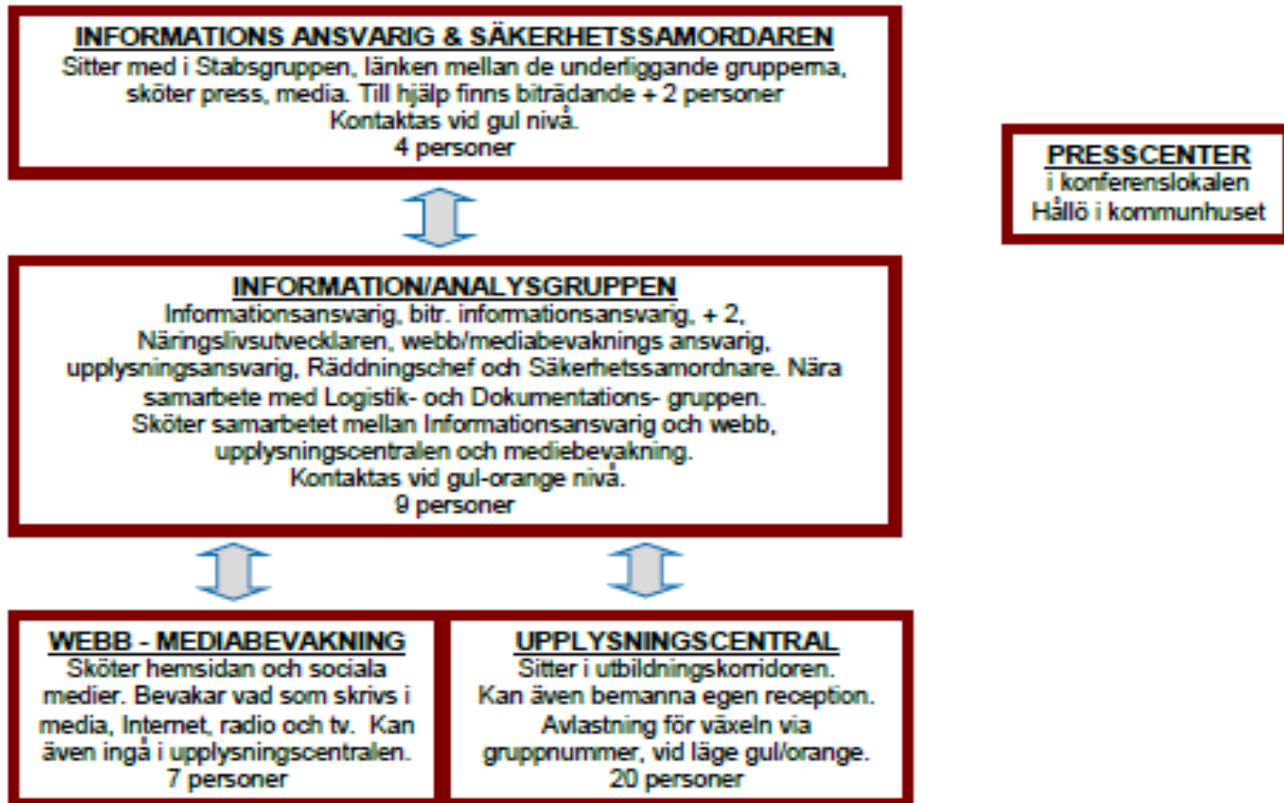 INFORMATIONS ANSVARIG & SÄKERHETSSAMORDAREN
Sitter med i Stabsgruppen, länken mellan de underliggande grupperna,
sköter press, media. Till hjälp finns biträdande + 2 personer
Kontaktas vid gul nivå.
4 personer
PRESSCENTER
i konferenslokalen
Hållö i kommunhuset
INFORMATION/ANALYSGRUPPEN
Informationsansvarig, bitr. informationsansvarig, + 2,
Näringslivsutvecklaren, webb/mediabevaknings ansvarig,
upplysningsansvarig, Räddningschef och Säkerhetssamordnare. Nära
samarbete med Logistik- och Dokumentations- gruppen.
Sköter samarbetet mellan Informationsansvarig och webb,
upplysningscentralen och mediebevakning.
Kontaktas vid gul-orange nivå.
9 personer
WEBB - MEDIABEVAKNING
Sköter hemsidan och sociala
medier. Bevakar vad som skrivs i
media, Internet, radio och tv. Kan
även ingå i upplysningscentralen.
7 personer
UPPLYSNINGSCENTRAL
Sitter i utbildningskorridoren.
Kan även bemanna egen reception.
Avlastning för växeln via
gruppnummer, vid läge gul/orange.
20 personer